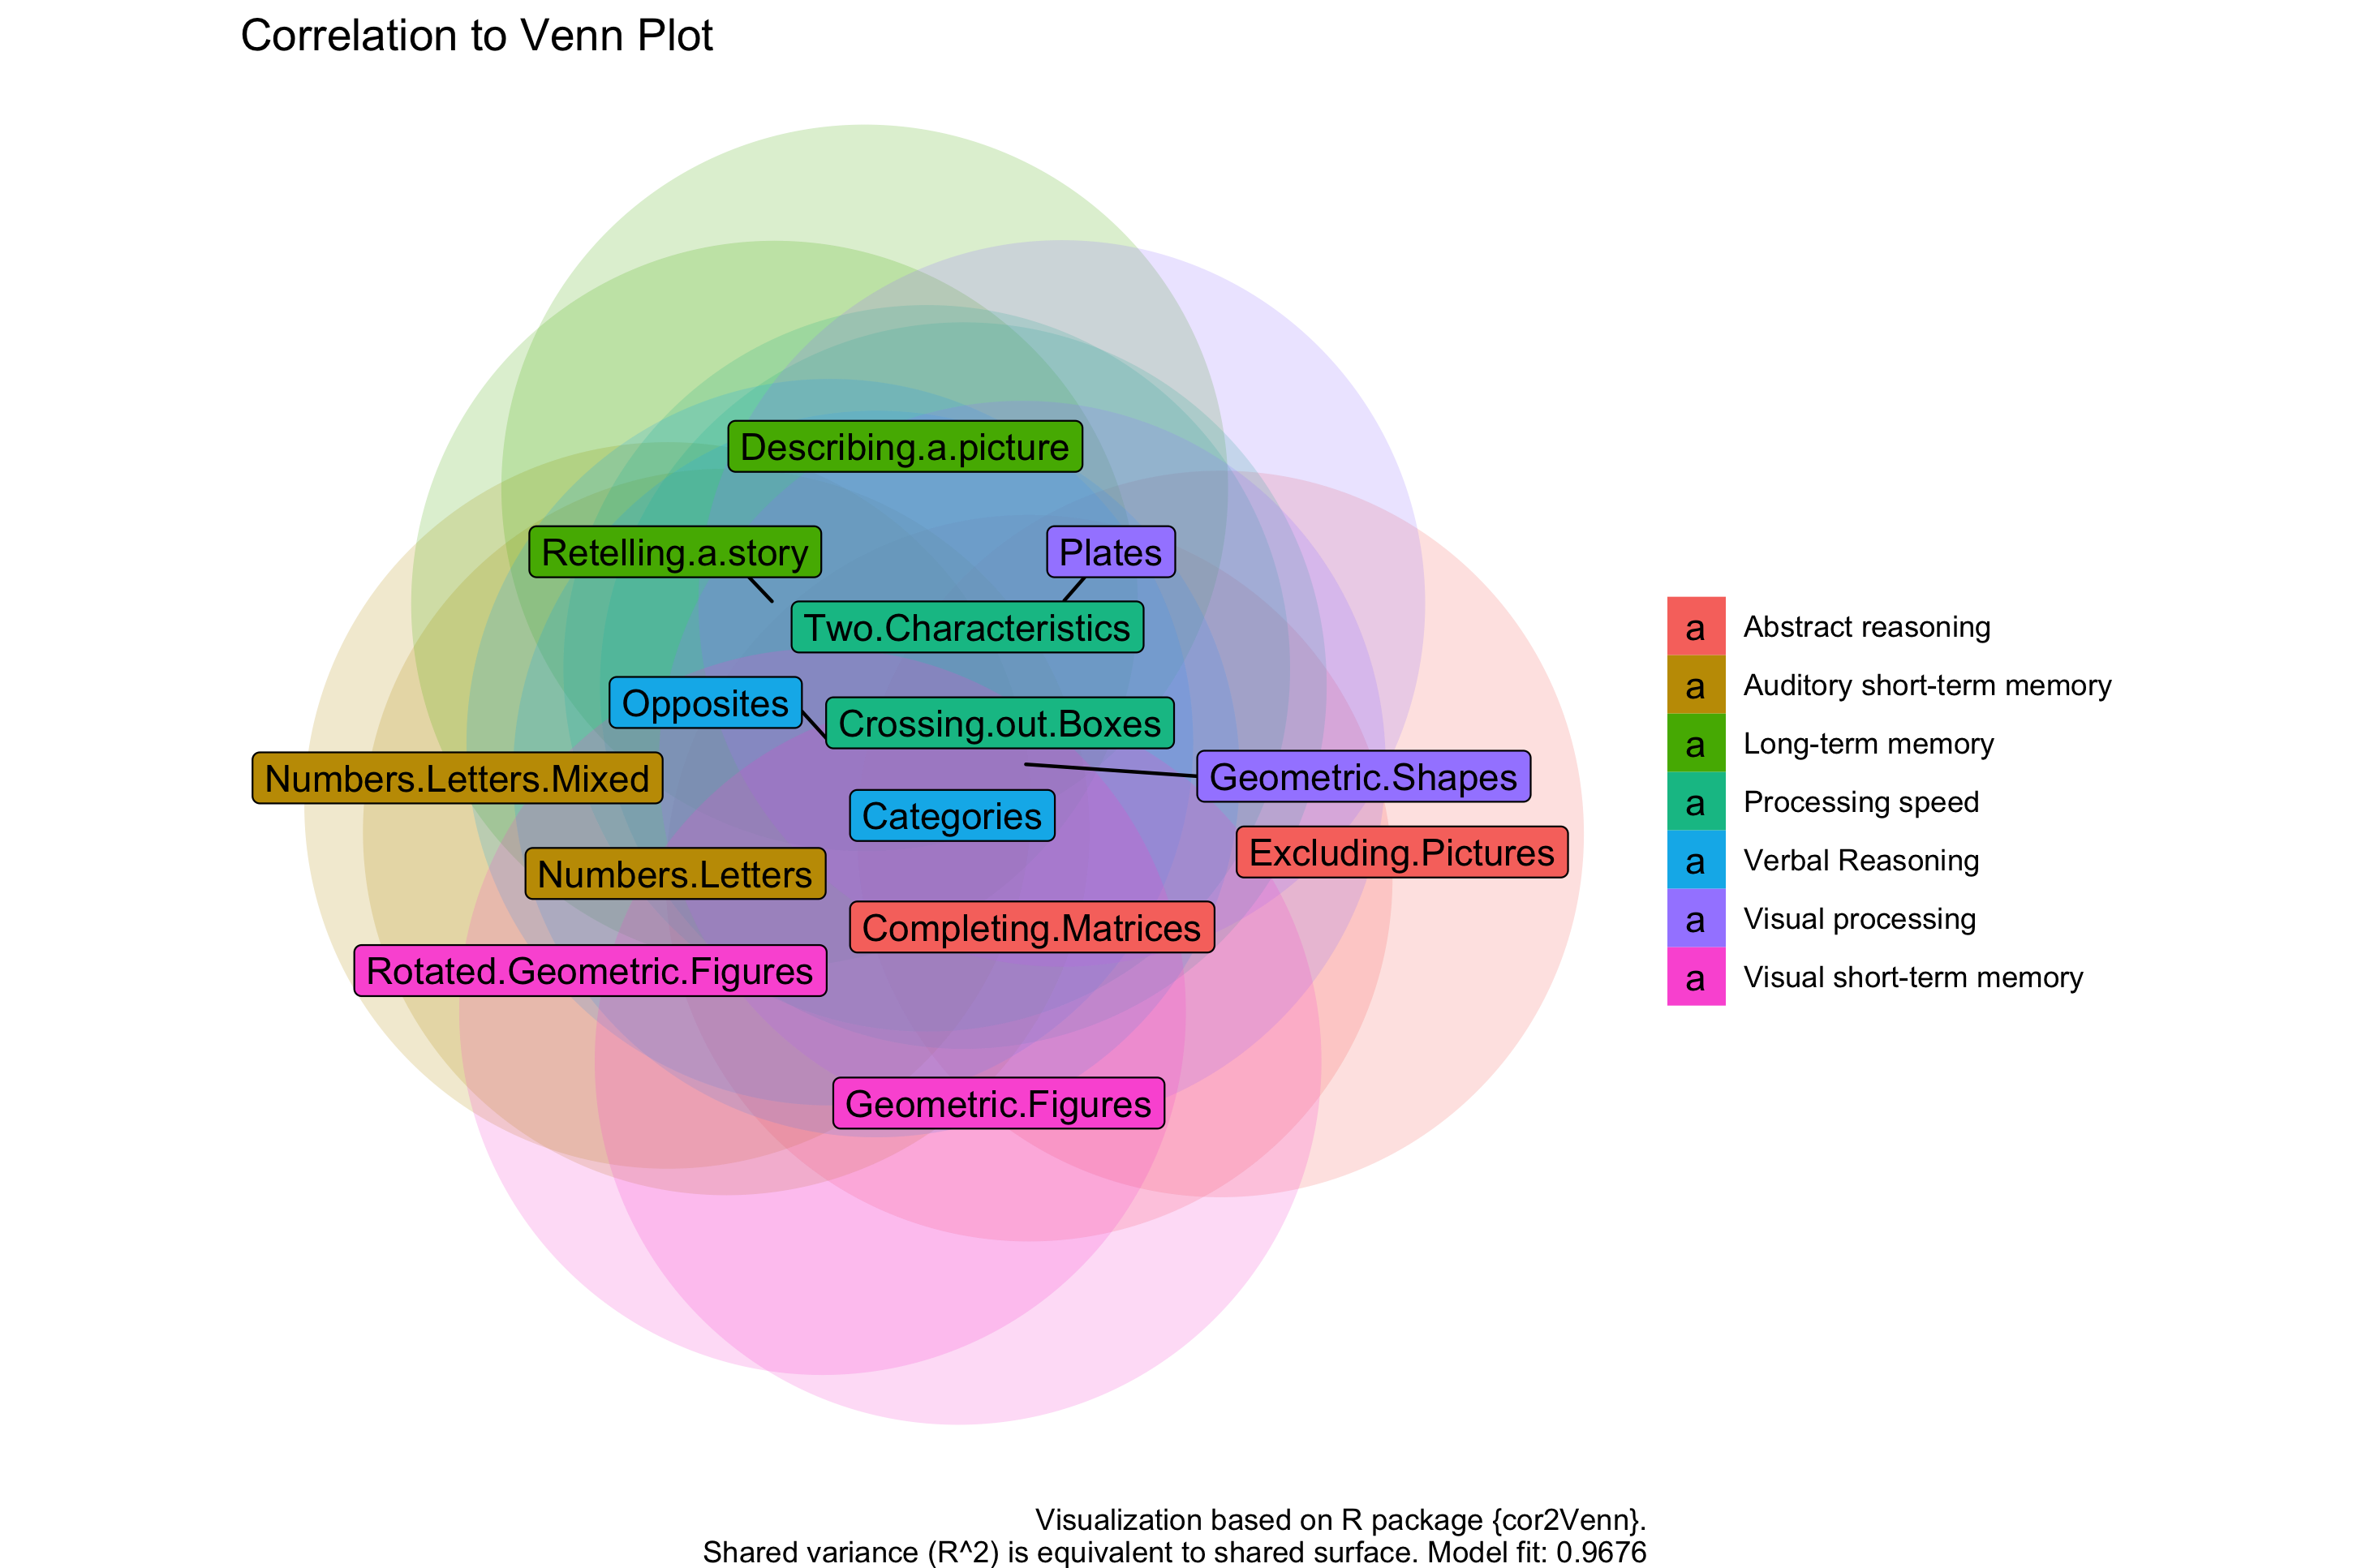 Correlation to Venn Plot
Describing.a.picture
Retelling.a.story
Plates
Two.Characteristics
Opposites
Crossing.out.Boxes
Numbers.Letters.Mixed
Geometric.Shapes
Categories
Excluding.Pictures
Numbers.Letters
Completing.Matrices
Rotated.Geometric.Figures
Geometric.Figures
a Abstract reasoning
a Auditory short-term memory
a Long-term memory
a Processing speed
a Verbal Reasoning
a Visual processing
a Visual short-term memory
Visualization based on R package {cor2Venn}.
Shared variance (R^2) is equivalent to shared surface. Model fit: 0.9676